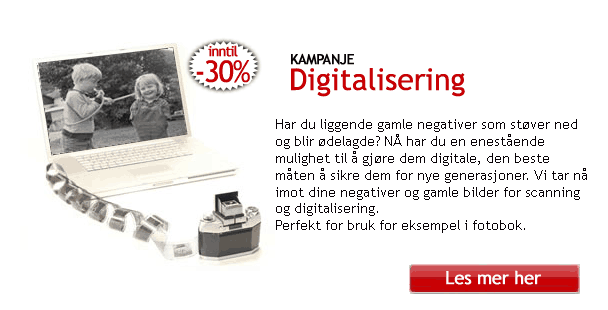 inntil
-30%
KAMPANJE
Digitalisering
Har du liggende gamle negativer som støver ned
og blir ødelagde? NÅ har du en enestående
mulighet til å gjøre dem digitale, den beste
måten å sikre dem for nye generasjoner. Vi tar nå
imot dine negativer og gamle bilder for scanning
og digitalisering.
Perfekt for bruk for eksempel i fotobok.
Les mer her